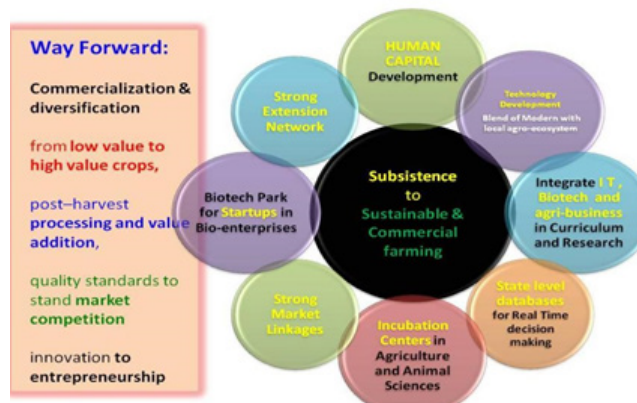 Way Forward:
Commercialization &
diversification
from low value to
high value crops,
post–harvest
processing and value
addition,
quality standards to
stand market
competition
innovation to
entrepreneurship
HUMAN
CAPITAL
Development
Technology
Development
Blend of Modern with
local agro-ecosystem
Integrate I T,
Biotech and
agri-business
in Curriculum
and Research
State level
databases
for Real Time
decision
making
Incubation
Centers in
Agriculture
and Animal
Sciences
Strong
Market
Linkages
Biotech Park
for Startups in
Bio-enterprises
Strong
Extension
Network
Subsistence
to
Sustainable &
Commercial
farming